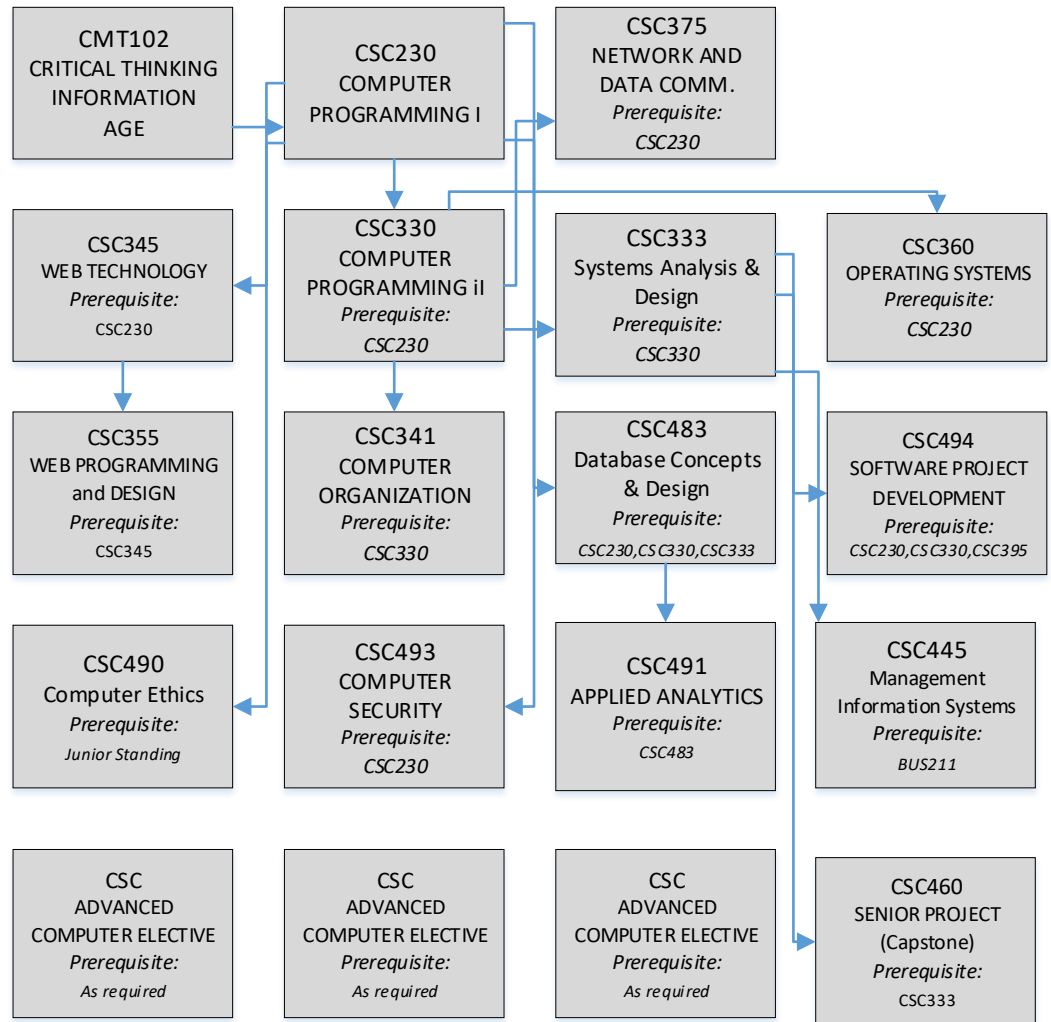 CMT102
CRITICAL THINKING
INFORMATION
AGE
CSC230
COMPUTER
PROGRAMMING I
CSC375
NETWORK AND
DATA COMM.
Prerequisite:
CSC230
CSC345
WEB TECHNOLOGY
Prerequisite:
CSC230
CSC330
COMPUTER
PROGRAMMING iI
Prerequisite:
CSC230
CSC333
Systems Analysis &
Design
Prerequisite:
CSC330
CSC360
OPERATING SYSTEMS
Prerequisite:
CSC230
CSC355
WEB PROGRAMMING
and DESIGN
Prerequisite:
CSC345
CSC341
COMPUTER
ORGANIZATION
Prerequisite:
CSC330
CSC483
Database Concepts
& Design
Prerequisite:
CSC230,CSC330,CSC333
CSC494
SOFTWARE PROJECT
DEVELOPMENT
Prerequisite:
CSC230,CSC330,CSC395
CSC490
Computer Ethics
Prerequisite:
Junior Standing
CSC493
COMPUTER
SECURITY
Prerequisite:
CSC230
CSC491
APPLIED ANALYTICS
Prerequisite:
CSC483
CSC445
Management
Information Systems
Prerequisite:
BUS211
CSC
ADVANCED
COMPUTER ELECTIVE
Prerequisite:
As required
CSC
ADVANCED
COMPUTER ELECTIVE
Prerequisite:
As required
CSC
ADVANCED
COMPUTER ELECTIVE
Prerequisite:
As required
CSC460
SENIOR PROJECT
(Capstone)
Prerequisite:
CSC333